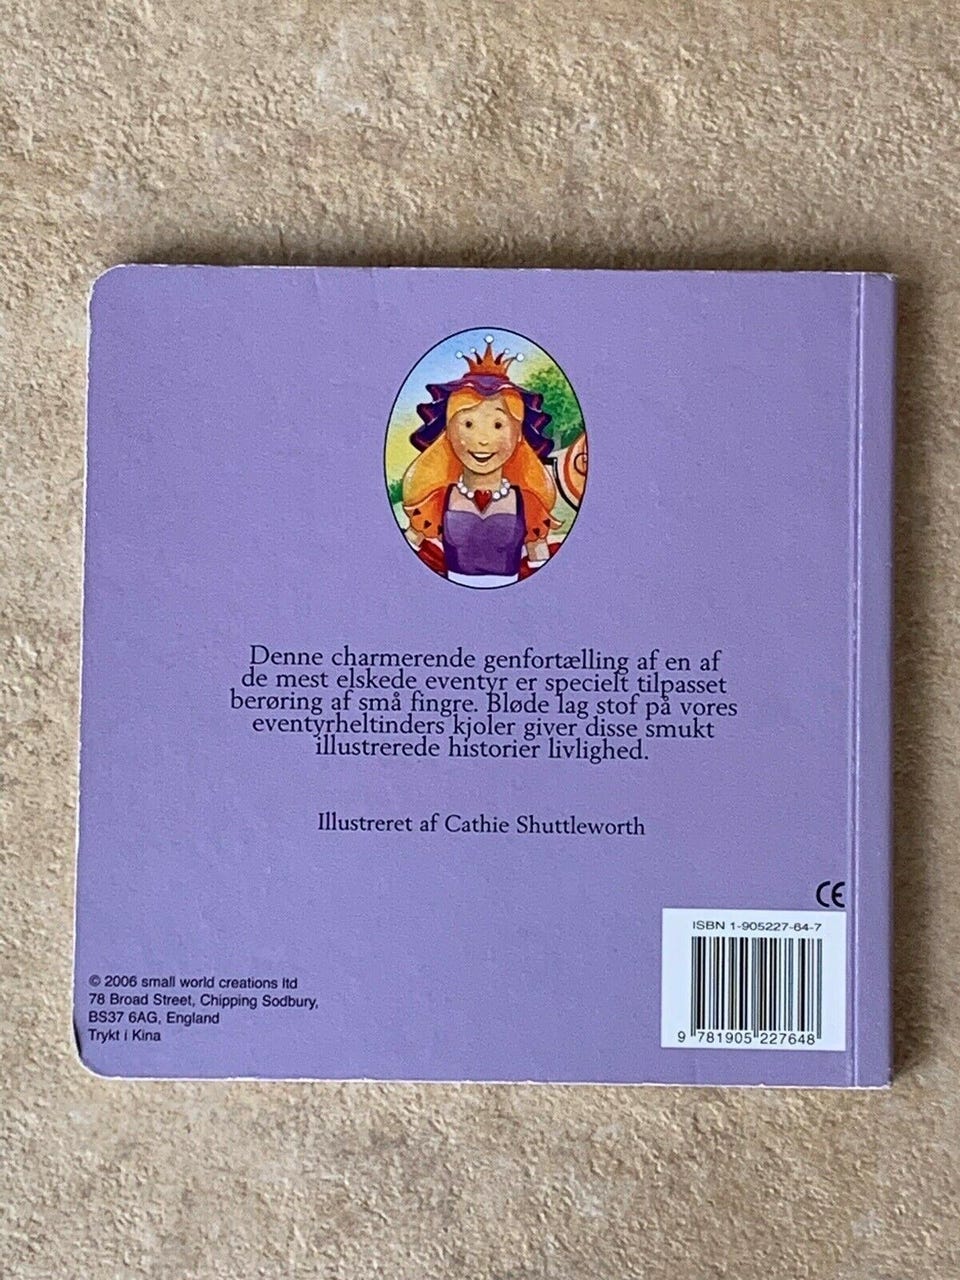 Denne charmerende genfortælling af en af
de mest elskede eventyr er specielt tilpasset
berøring af små fingre. Bløde lag stof på vores
eventyrheltinders kjoler giver disse smukt
illustrerede historier livlighed.
Illustreret af Cathie Shuttleworth
CE
ISBN 1-905227-64-7
9 781905 227648
© 2006 small world creations ltd
78 Broad Street, Chipping Sodbury,
BS37 6AG, England
Trykt i Kina